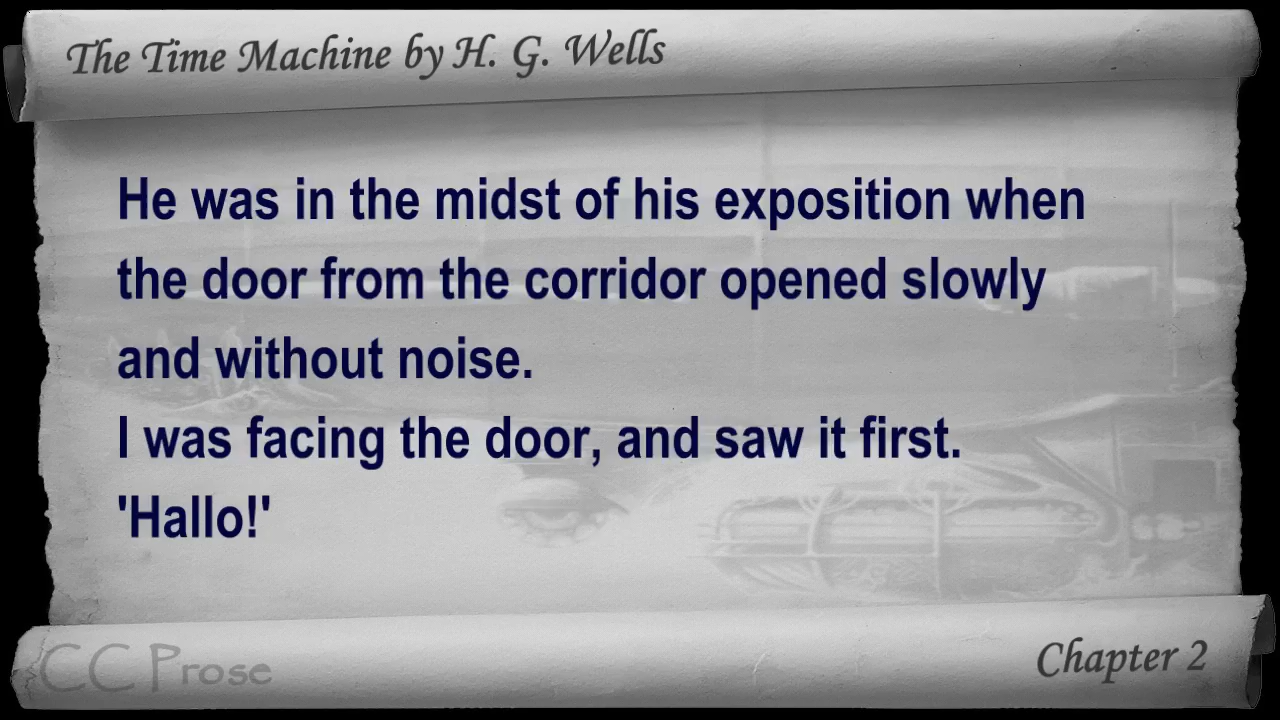 The Time Machine by H. G. Wells
He was in the midst of his exposition when
the door from the corridor opened slowly
and without noise.
I was facing the door, and saw it first.
'Hallo!'
CC Prose
Chapter 2